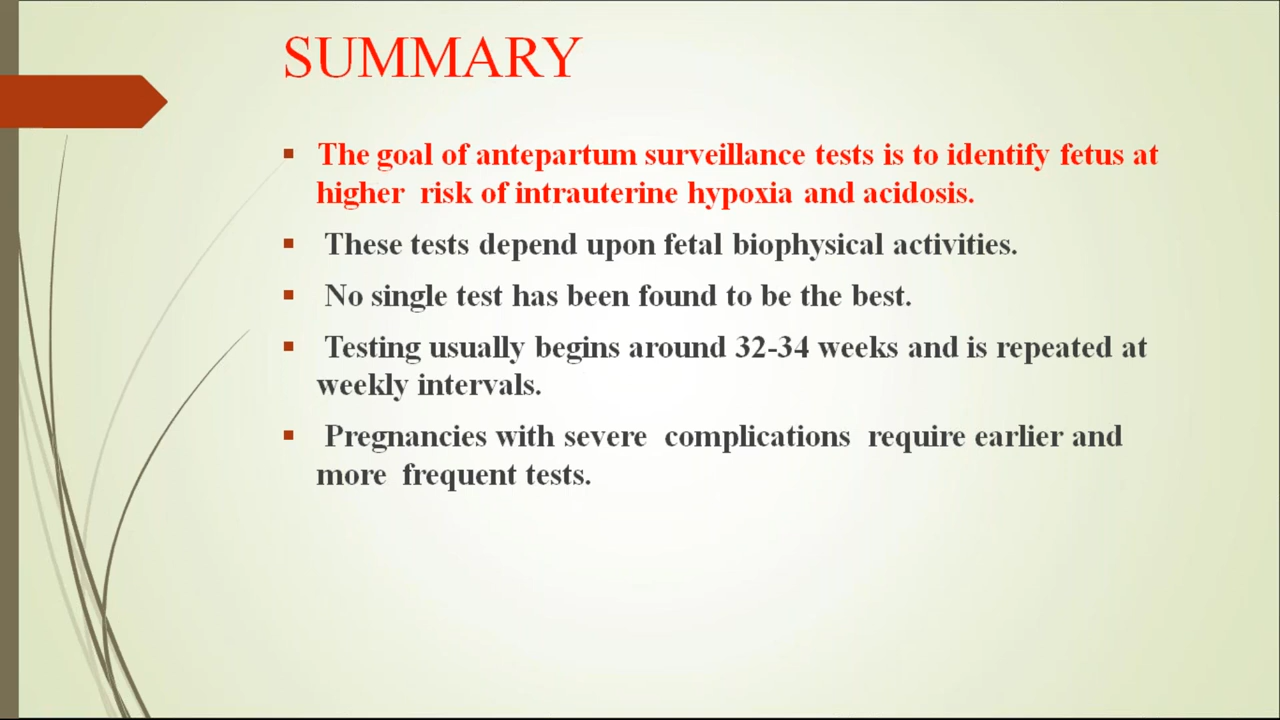 SUMMARY
The goal of antepartum surveillance tests is to identify fetus at
higher risk of intrauterine hypoxia and acidosis.
These tests depend upon fetal biophysical activities.
No single test has been found to be the best.
Testing usually begins around 32-34 weeks and is repeated at
weekly intervals.
Pregnancies with severe complications require earlier and
more frequent tests.